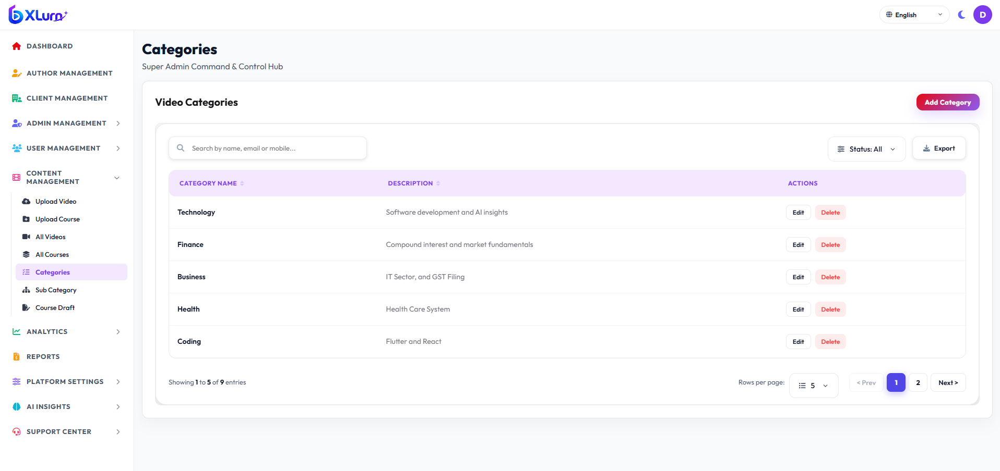 XLurn
English
D
DASHBOARD
AUTHOR MANAGEMENT
CLIENT MANAGEMENT
ADMIN MANAGEMENT
USER MANAGEMENT
CONTENT
MANAGEMENT
Upload Video
Upload Course
All Videos
All Courses
Categories
Sub Category
Course Draft
ANALYTICS
REPORTS
PLATFORM SETTINGS
AI INSIGHTS
SUPPORT CENTER
Categories
Super Admin Command & Control Hub
Video Categories
Add Category
Search by name, email or mobile...
Status: All
Export
CATEGORY NAME DESCRIPTION ACTIONS
Technology Software development and AI insights Edit Delete
Finance Compound interest and market fundamentals Edit Delete
Business IT Sector, and GST Filing Edit Delete
Health Health Care System Edit Delete
Coding Flutter and React Edit Delete
Showing 1 to 5 of 9 entries Rows per page: 5 < Prev 1 2 Next >